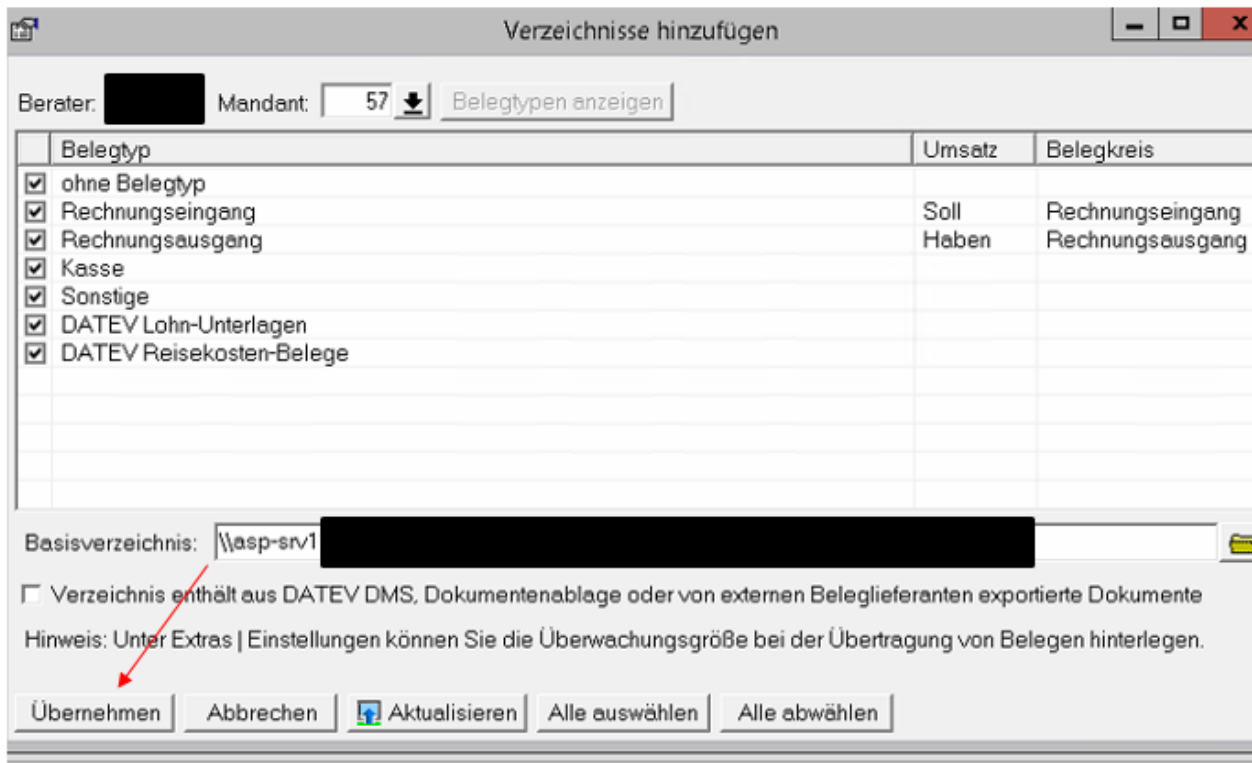 Verzeichnisse hinzufügen
Berater: Mandant: 57 Belegtypen anzeigen
Belegtyp Umsatz Belegkreis
ohne Belegtyp
Rechnungseingang Soll Rechnungseingang
Rechnungsausgang Haben Rechnungsausgang
Kasse
Sonstige
DATEV Lohn-Unterlagen
DATEV Reisekosten-Belege
Basisverzeichnis: \\asp-srv1
Verzeichnis enthält aus DATEV DMS, Dokumentenablage oder von externen Beleglieferanten exportierte Dokumente
Hinweis: Unter Extras | Einstellungen können Sie die Überwachungsgröße bei der Übertragung von Belegen hinterlegen.
Übernehmen Abbrechen Aktualisieren Alle auswählen Alle abwählen